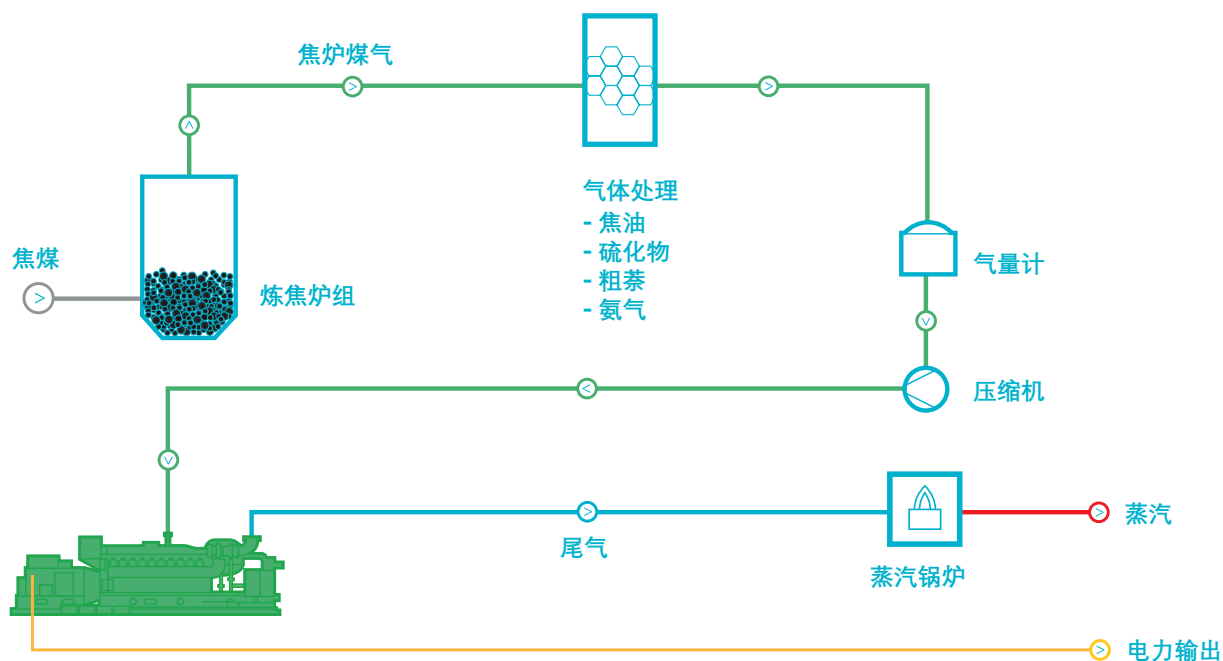 焦炉煤气
气体处理
- 焦油
- 硫化物
- 粗萘
- 氨气
焦煤
炼焦炉组
气量计
压缩机
尾气
蒸汽
蒸汽锅炉
电力输出